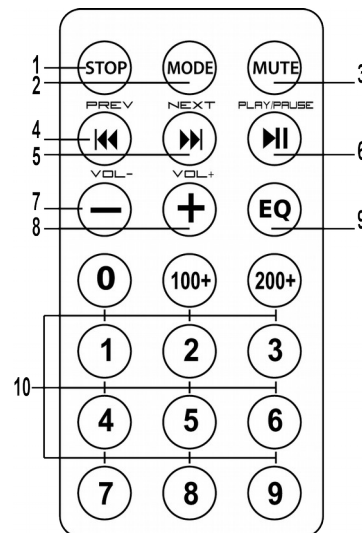 1 STOP MODE MUTE 3
2
PREV NEXT PLAY/PAUSE
4 6
5
VOL- VOL+
7 EQ 9
8
0 100+ 200+
1 2 3
10
4 5 6
7 8 9